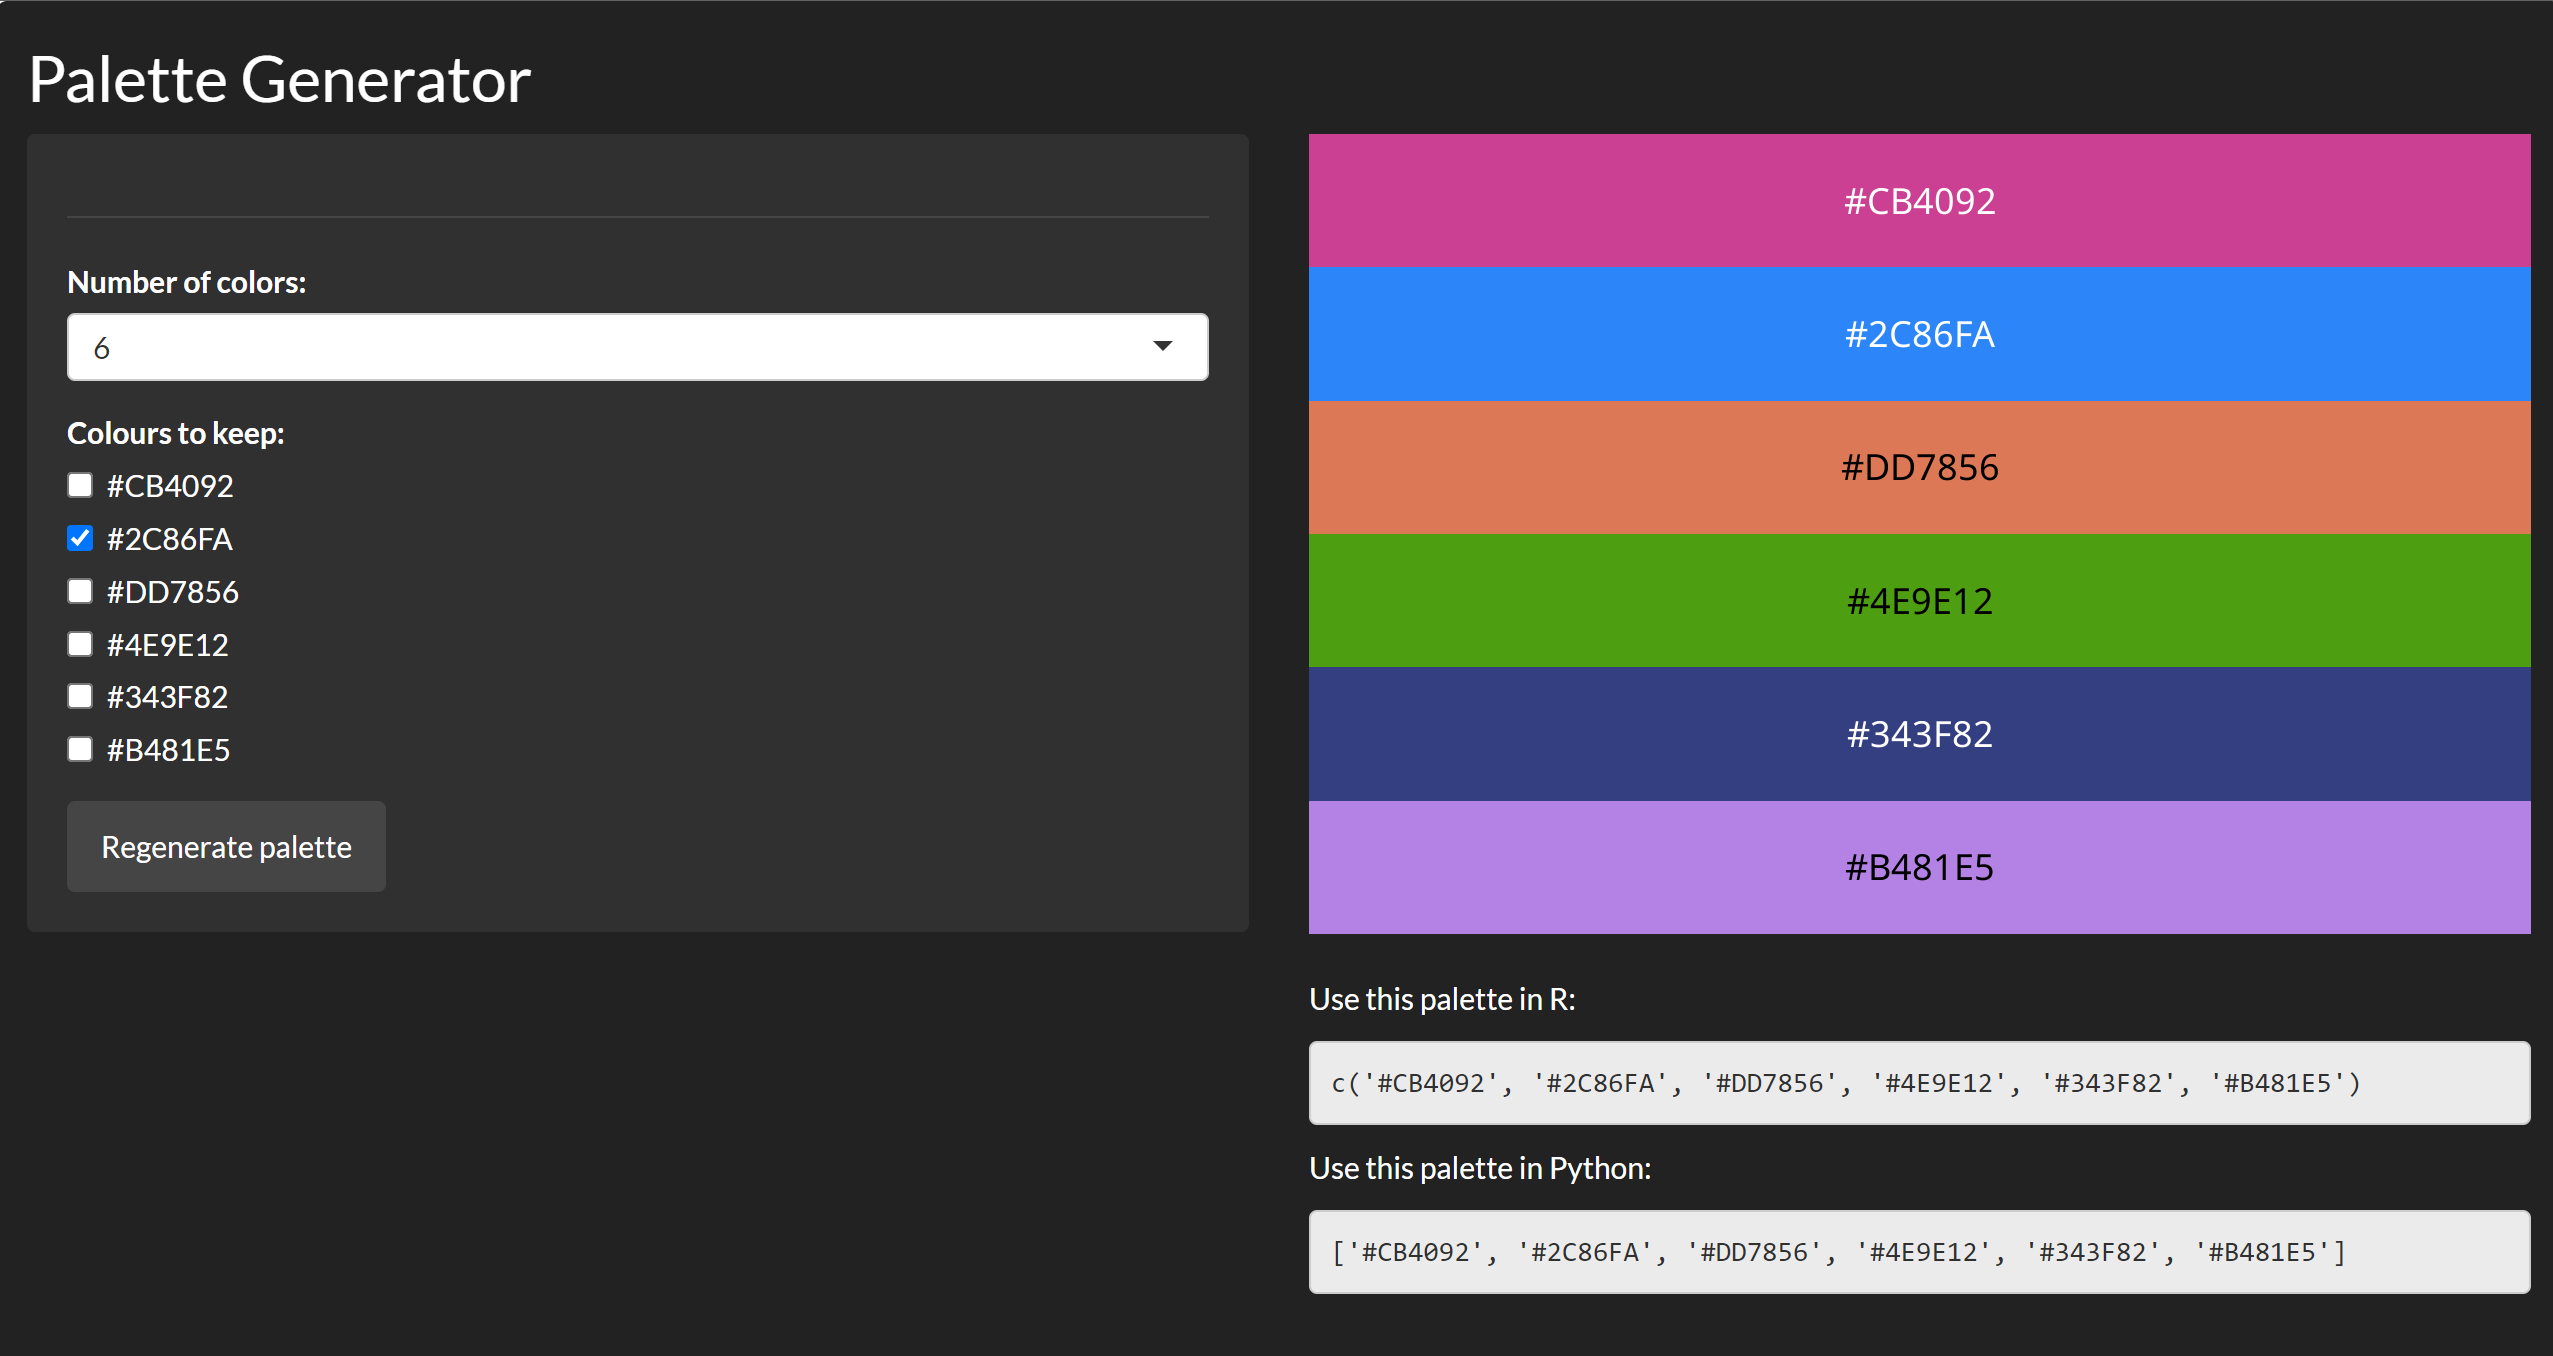 Palette Generator
Number of colors:
6
Colours to keep:
#CB4092
#2C86FA
#DD7856
#4E9E12
#343F82
#B481E5
Regenerate palette
#CB4092
#2C86FA
#DD7856
#4E9E12
#343F82
#B481E5
Use this palette in R:
c('#CB4092', '#2C86FA', '#DD7856', '#4E9E12', '#343F82', '#B481E5')
Use this palette in Python:
['#CB4092', '#2C86FA', '#DD7856', '#4E9E12', '#343F82', '#B481E5']